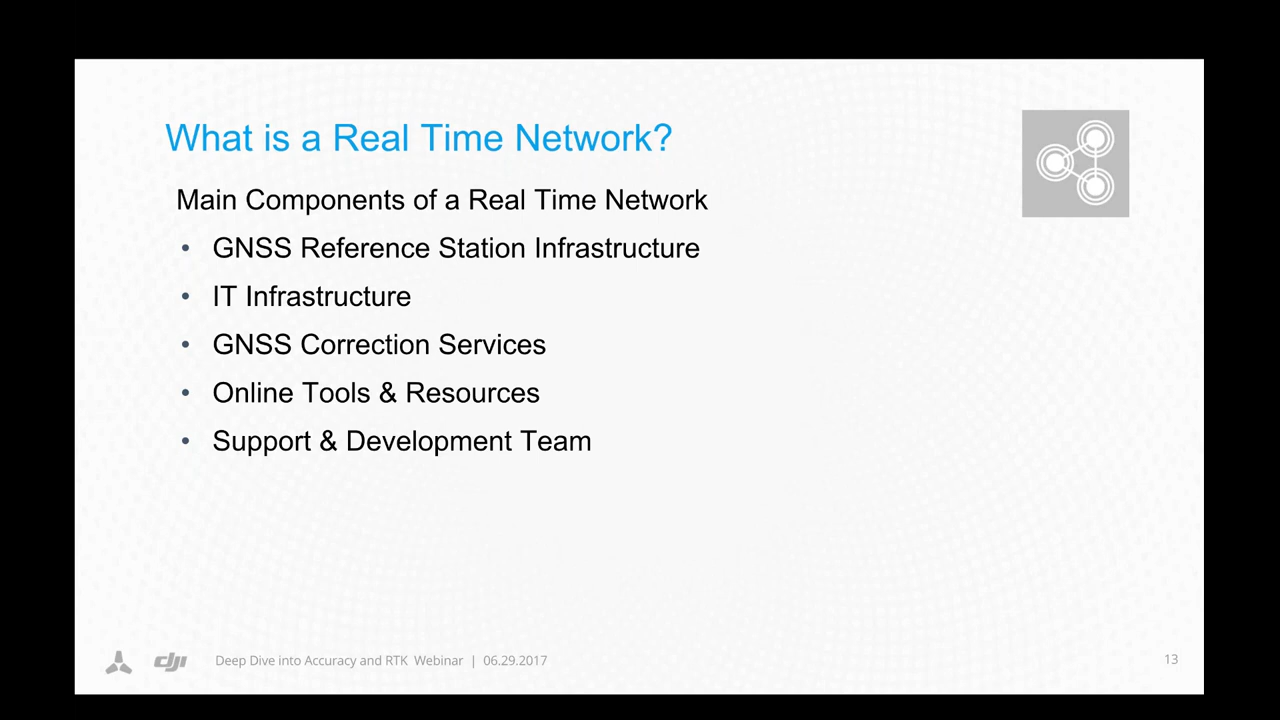 What is a Real Time Network?
Main Components of a Real Time Network
• GNSS Reference Station Infrastructure
• IT Infrastructure
• GNSS Correction Services
• Online Tools & Resources
• Support & Development Team
dji Deep Dive into Accuracy and RTK Webinar | 06.29.2017 13